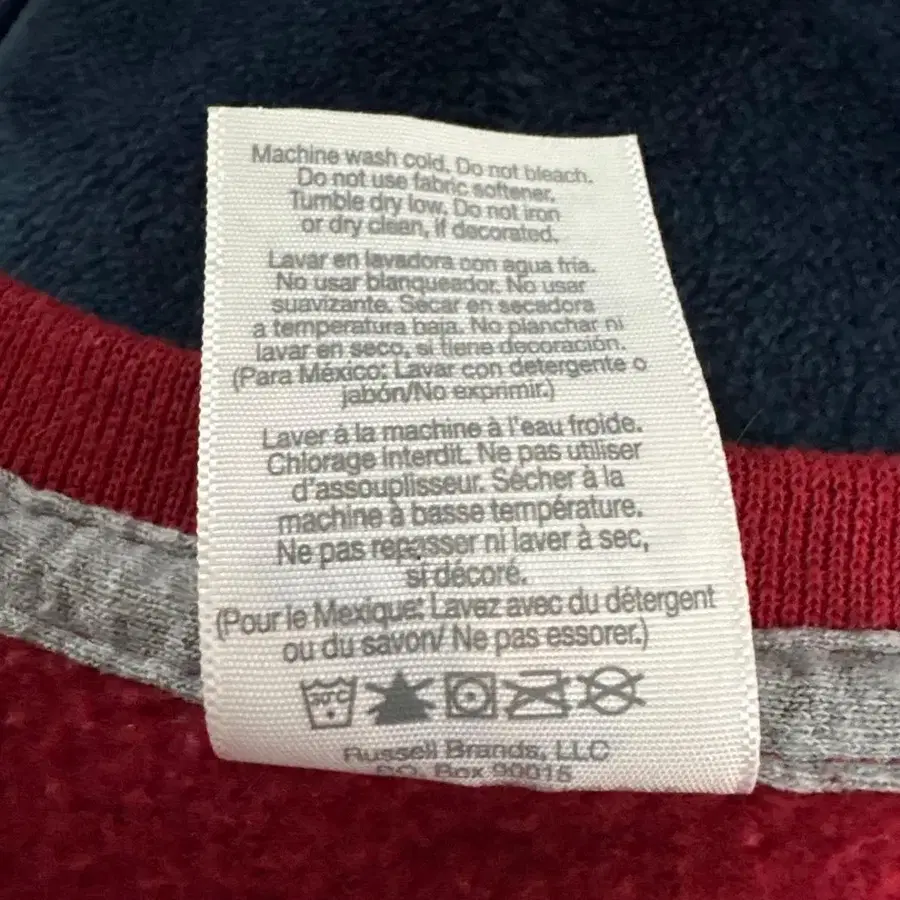 Machine wash cold. Do not bleach.
Do not use fabric softener.
Tumble dry low. Do not iron
or dry clean, if decorated.
Lavar en lavadora con agua fría.
No usar blanqueador. No usar
suavizante. Secar en secadora
a temperatura baja. No planchar ni
lavar en seco, si tiene decoración.
(Para México: Lavar con detergente o
jabón/No exprimir.)
Laver à la machine à l'eau froide.
Chlorage interdit. Ne pas utiliser
d'assouplisseur. Sécher à la
machine à basse température.
Ne pas repasser ni laver à sec,
si décoré.
(Pour le Mexique: Lavez avec du détergent
ou du savon/ Ne pas essorer.)
30°C
Russell Brands, LLC
P.O. Box 90015